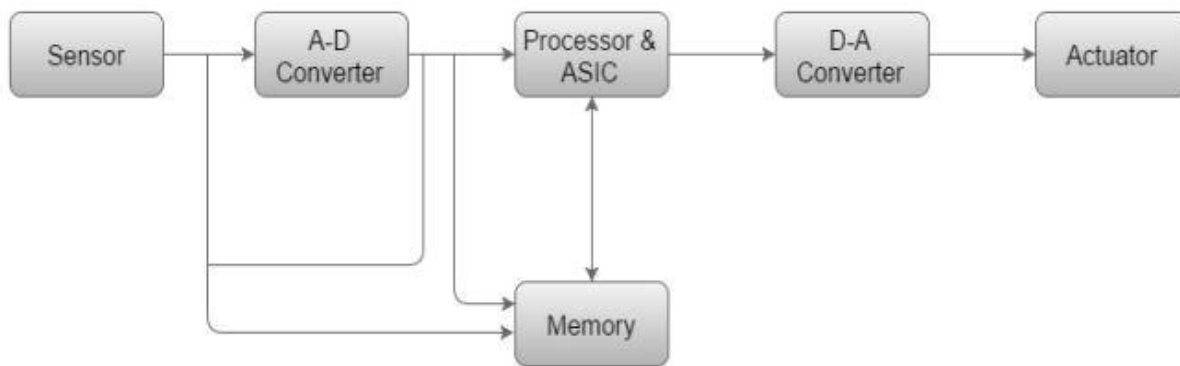 Sensor
A-D
Converter
Processor &
ASIC
D-A
Converter
Actuator
Memory